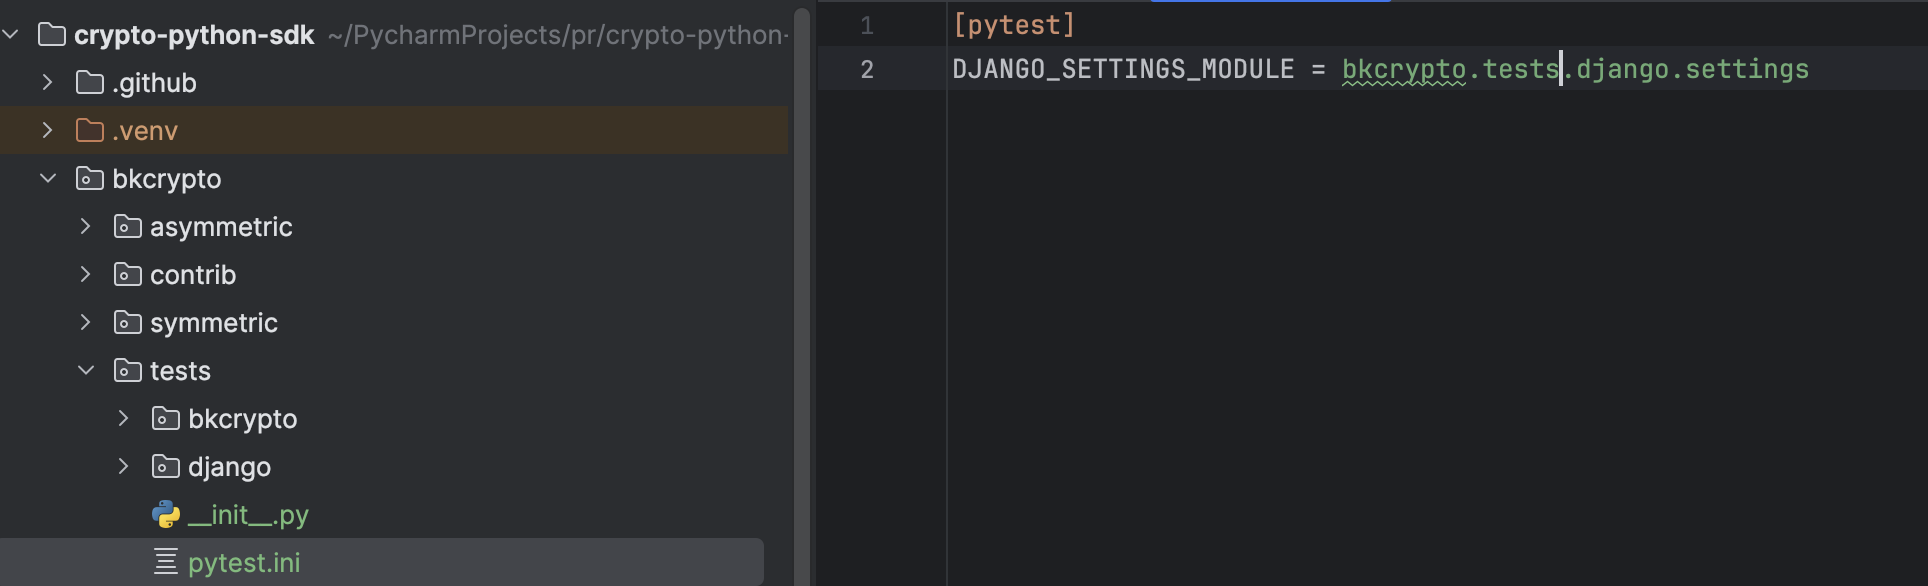 crypto-python-sdk ~/PycharmProjects/pr/crypto-python-
.github
.venv
bkcrypto
asymmetric
contrib
symmetric
tests
bkcrypto
django
__init__.py
pytest.ini
1 [pytest]
2 DJANGO_SETTINGS_MODULE = bkcrypto.tests.django.settings